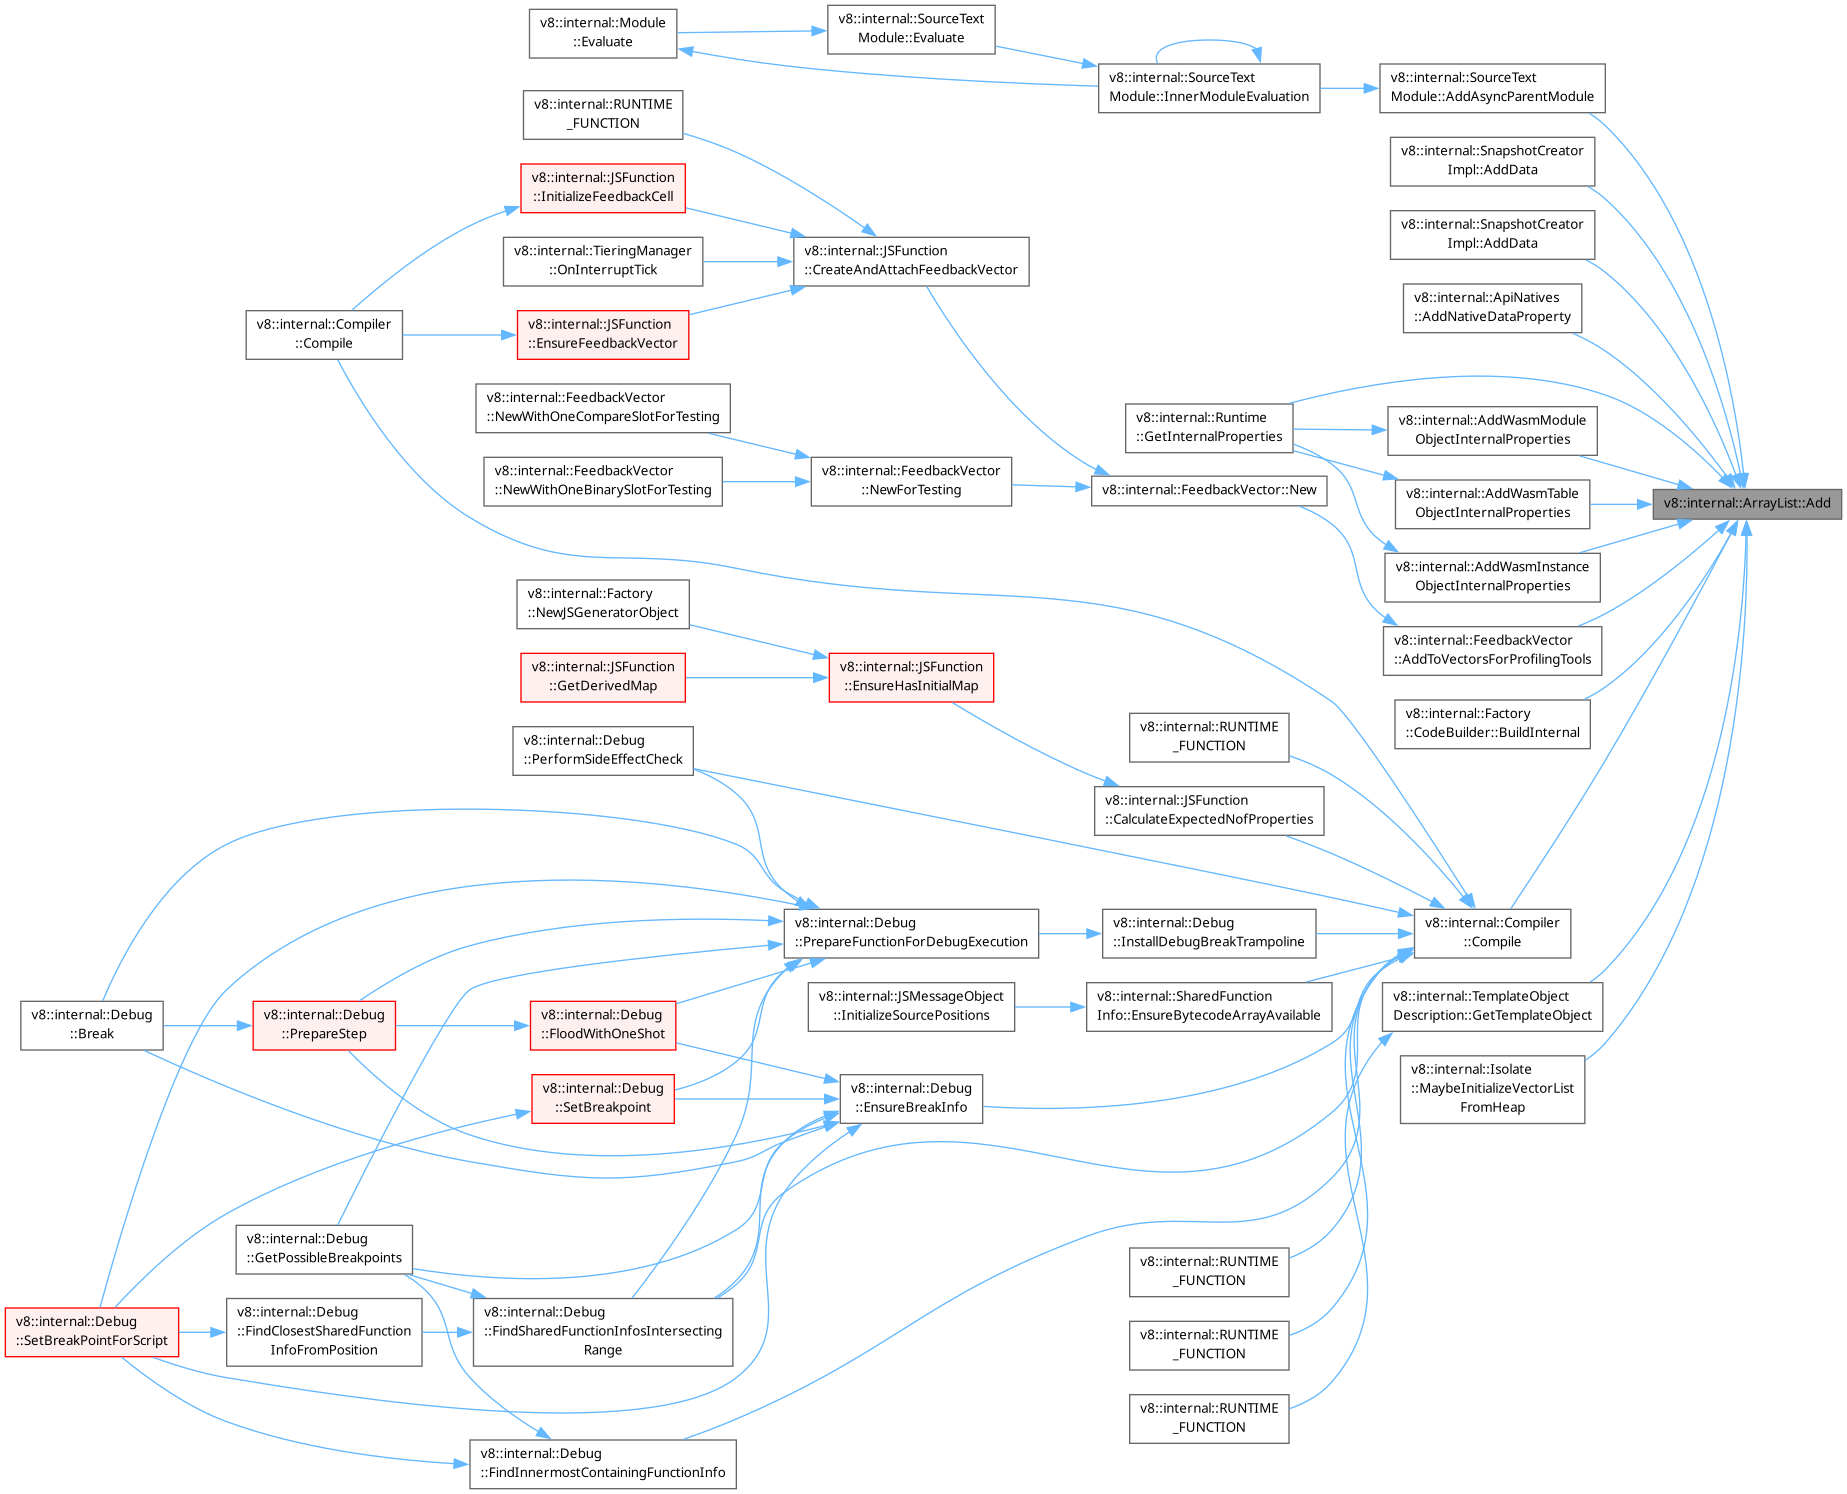 v8::internal::Module
::Evaluate
v8::internal::SourceText
Module::Evaluate
v8::internal::SourceText
Module::InnerModuleEvaluation
v8::internal::SourceText
Module::AddAsyncParentModule
v8::internal::RUNTIME
_FUNCTION
v8::internal::SnapshotCreator
Impl::AddData
v8::internal::JSFunction
::InitializeFeedbackCell
v8::internal::SnapshotCreator
Impl::AddData
v8::internal::TieringManager
::OnInterruptTick
v8::internal::JSFunction
::CreateAndAttachFeedbackVector
v8::internal::ApiNatives
::AddNativeDataProperty
v8::internal::Compiler
::Compile
v8::internal::JSFunction
::EnsureFeedbackVector
v8::internal::FeedbackVector
::NewWithOneCompareSlotForTesting
v8::internal::Runtime
::GetInternalProperties
v8::internal::AddWasmModule
ObjectInternalProperties
v8::internal::FeedbackVector
::NewWithOneBinarySlotForTesting
v8::internal::FeedbackVector
::NewForTesting
v8::internal::FeedbackVector::New
v8::internal::AddWasmTable
ObjectInternalProperties
v8::internal::ArrayList::Add
v8::internal::AddWasmInstance
ObjectInternalProperties
v8::internal::Factory
::NewJSGeneratorObject
v8::internal::FeedbackVector
::AddToVectorsForProfilingTools
v8::internal::JSFunction
::GetDerivedMap
v8::internal::JSFunction
::EnsureHasInitialMap
v8::internal::Factory
::CodeBuilder::BuildInternal
v8::internal::Debug
::PerformSideEffectCheck
v8::internal::RUNTIME
_FUNCTION
v8::internal::JSFunction
::CalculateExpectedNofProperties
v8::internal::Debug
::PrepareFunctionForDebugExecution
v8::internal::Debug
::InstallDebugBreakTrampoline
v8::internal::Compiler
::Compile
v8::internal::Debug
::Break
v8::internal::Debug
::PrepareStep
v8::internal::Debug
::FloodWithOneShot
v8::internal::JSMessageObject
::InitializeSourcePositions
v8::internal::SharedFunction
Info::EnsureBytecodeArrayAvailable
v8::internal::TemplateObject
Description::GetTemplateObject
v8::internal::Debug
::SetBreakpoint
v8::internal::Debug
::EnsureBreakInfo
v8::internal::Isolate
::MaybeInitializeVectorList
FromHeap
v8::internal::Debug
::GetPossibleBreakpoints
v8::internal::RUNTIME
_FUNCTION
v8::internal::Debug
::SetBreakPointForScript
v8::internal::Debug
::FindClosestSharedFunction
InfoFromPosition
v8::internal::Debug
::FindSharedFunctionInfosIntersecting
Range
v8::internal::RUNTIME
_FUNCTION
v8::internal::RUNTIME
_FUNCTION
v8::internal::Debug
::FindInnermostContainingFunctionInfo